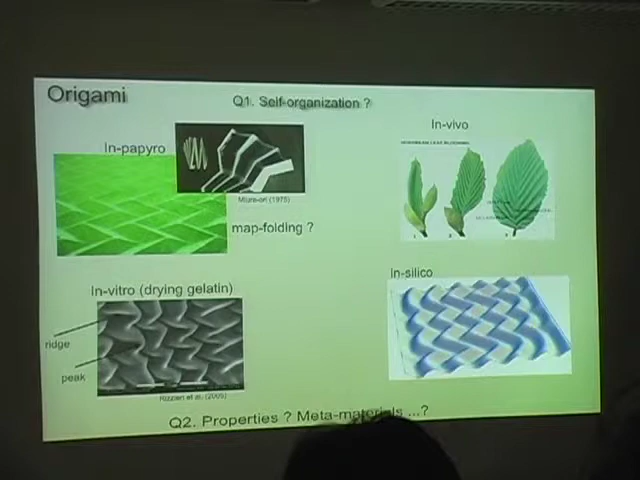 Origami
Q1. Self-organization ?
In-papyro
In-vivo
Miura-ori (1975)
map-folding ?
In-vitro (drying gelatin)
In-silico
ridge
peak
Rizzieri et al. (2005)
Q2. Properties ? Meta-materials ...?